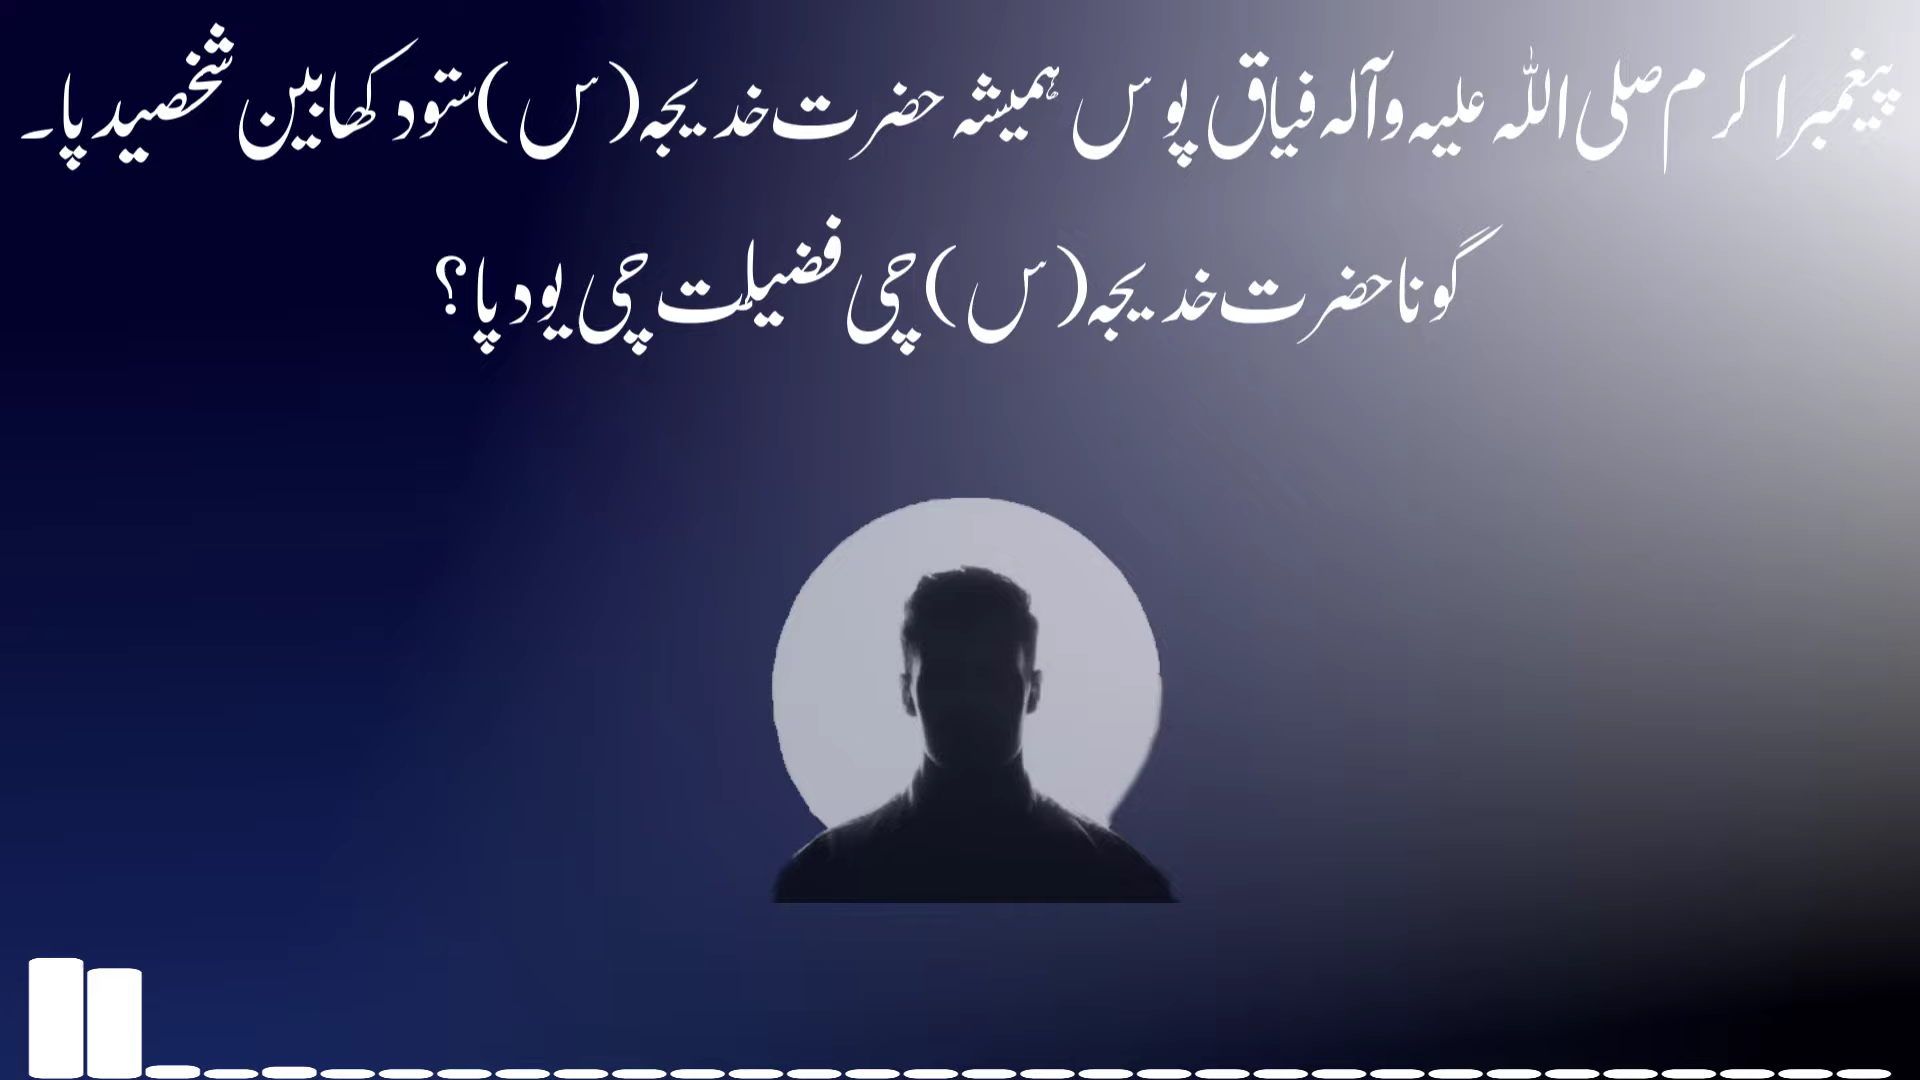 پیغمبر اکرم صلی اللہ علیہ وآلہ فیاق پوس ہمیشہ حضرت خدیجہ (س) ستود کھابین شخصید پا۔
گونا حضرت خدیجہ (س) چی فضیلت چی یود پا؟